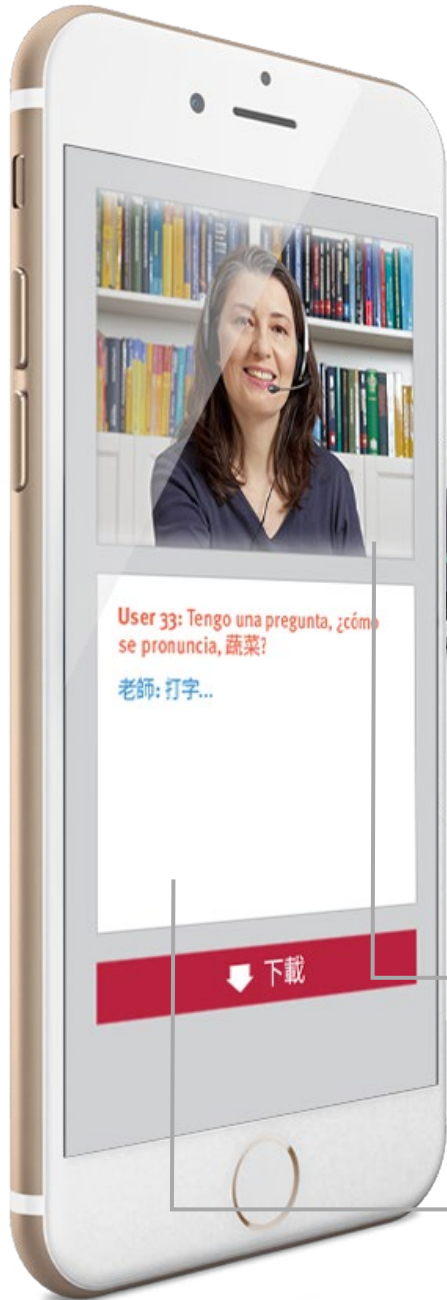 User 33: Tengo una pregunta, ¿cómo
se pronuncia, 蔬菜?
老師: 打字...
下載